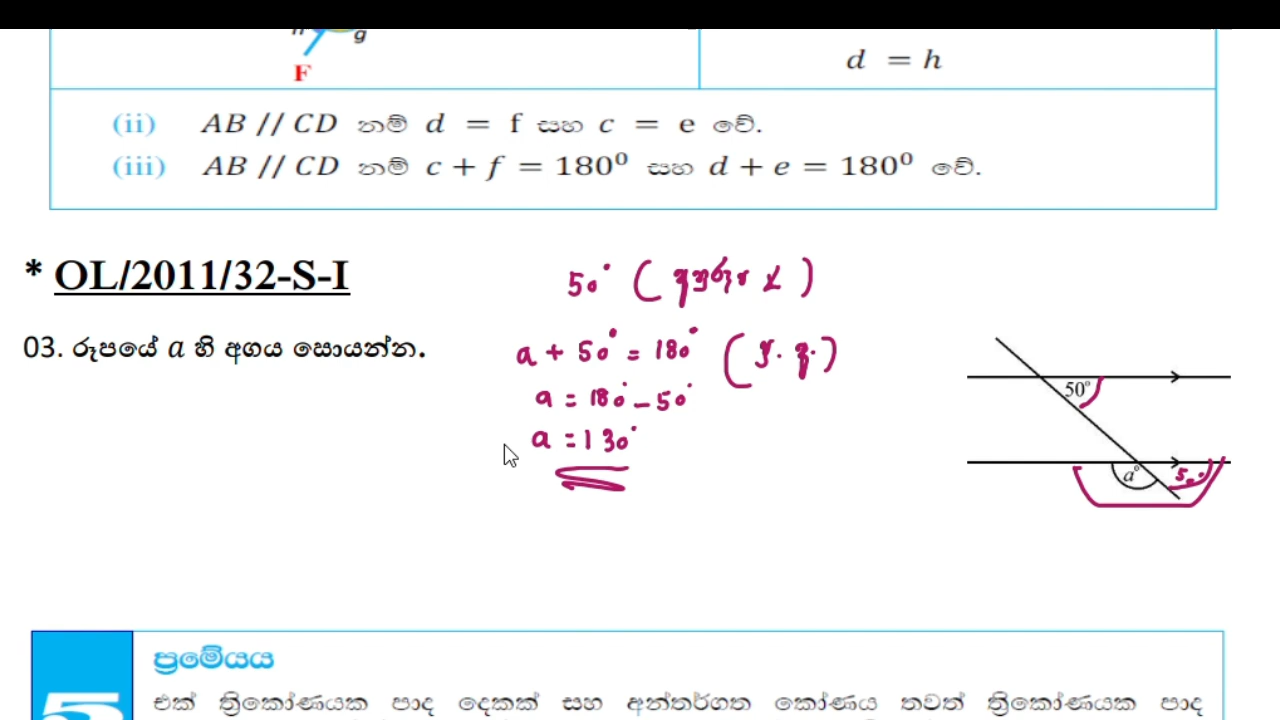 g
F
d = h
(ii) AB // CD නම් d = f සහ c = e වේ.
(iii) AB // CD නම් c + f = 180⁰ සහ d + e = 180⁰ වේ.
* OL/2011/32-S-I
50° ( අනුරූප ∠ )
03. රූපයේ a හි අගය සොයන්න.
a + 50° = 180°
a = 180° - 50°
a = 130°
50°
a°
50°
ප්‍රමේයය
5
එක් ත්‍රිකෝණයක පාද දෙකක් සහ අන්තර්ගත කෝණය තවත් ත්‍රිකෝණයක පාද